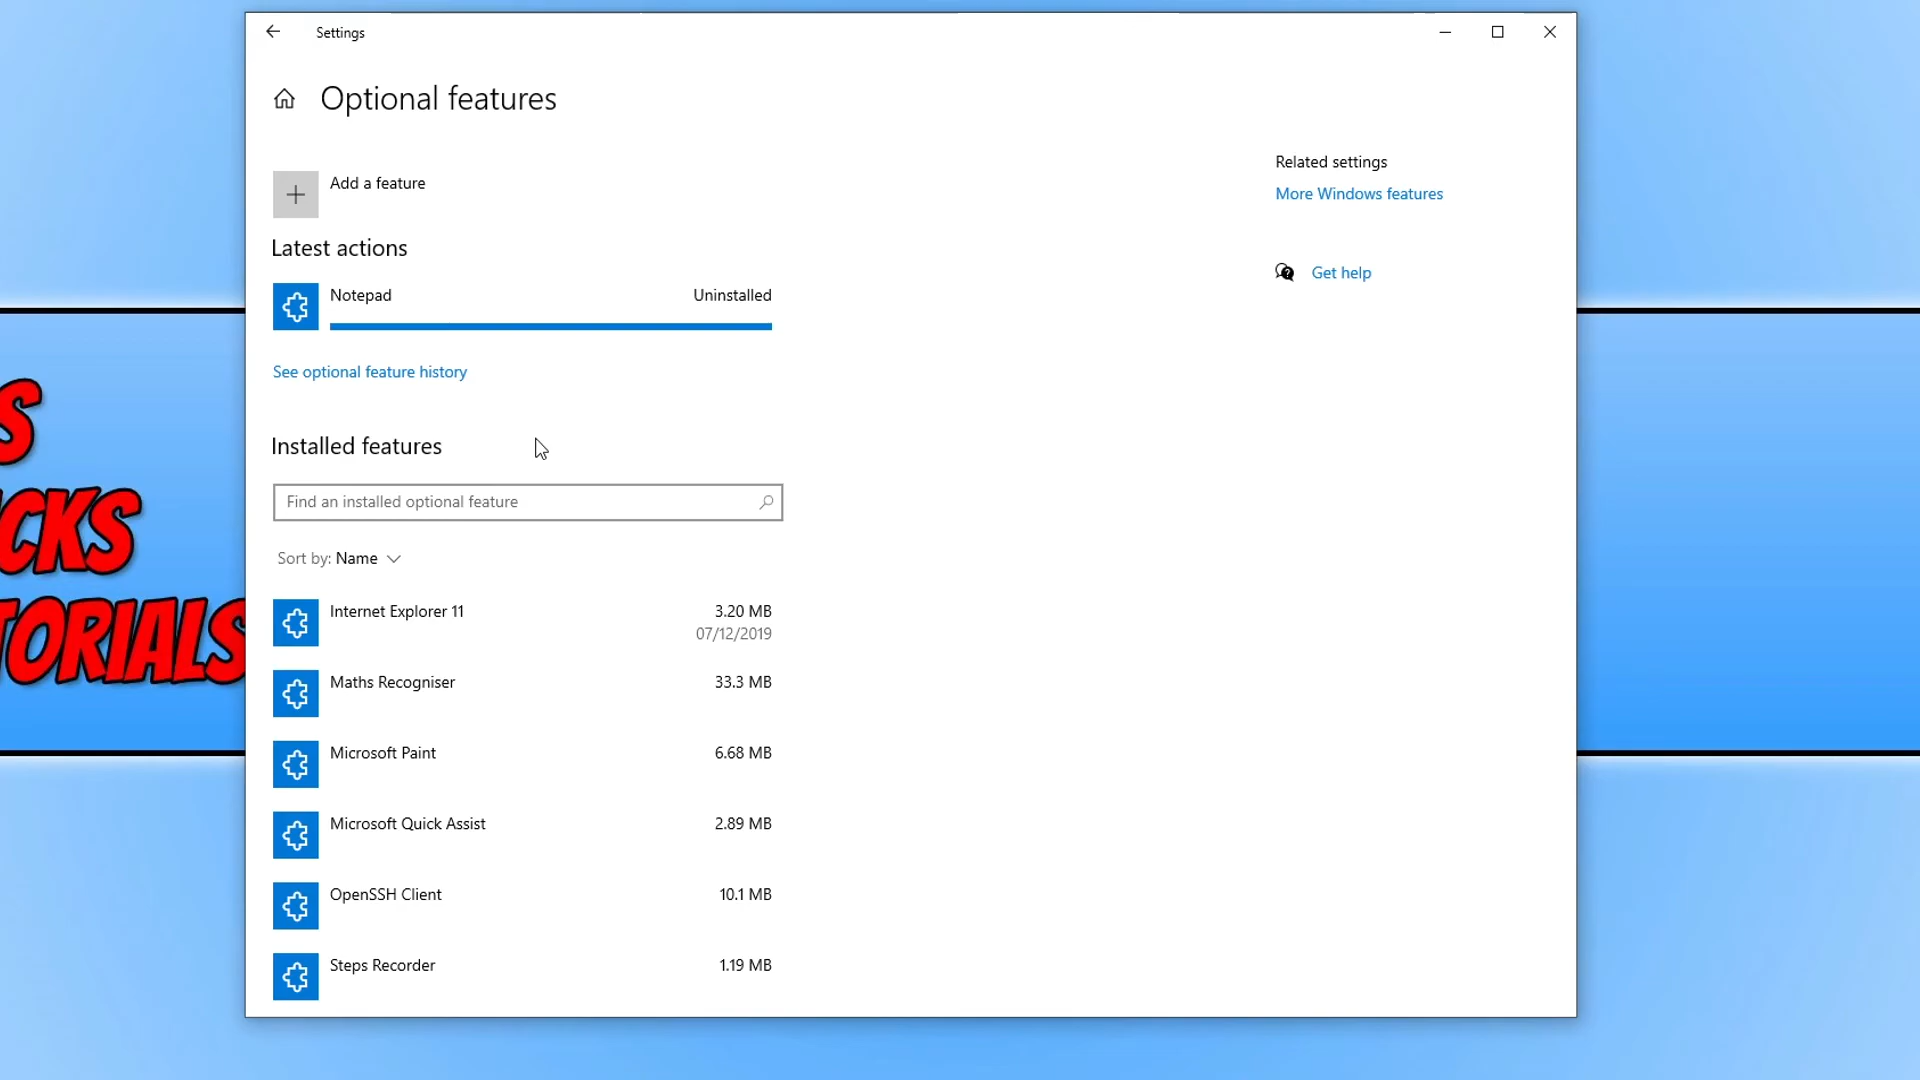 Settings
Optional features
Add a feature
Latest actions
Notepad
Uninstalled
See optional feature history
Installed features
Find an installed optional feature
Sort by: Name
Internet Explorer 11
3.20 MB
07/12/2019
Maths Recogniser
33.3 MB
Microsoft Paint
6.68 MB
Microsoft Quick Assist
2.89 MB
OpenSSH Client
10.1 MB
Steps Recorder
1.19 MB
Related settings
More Windows features
Get help
S
CKS
TORIALS